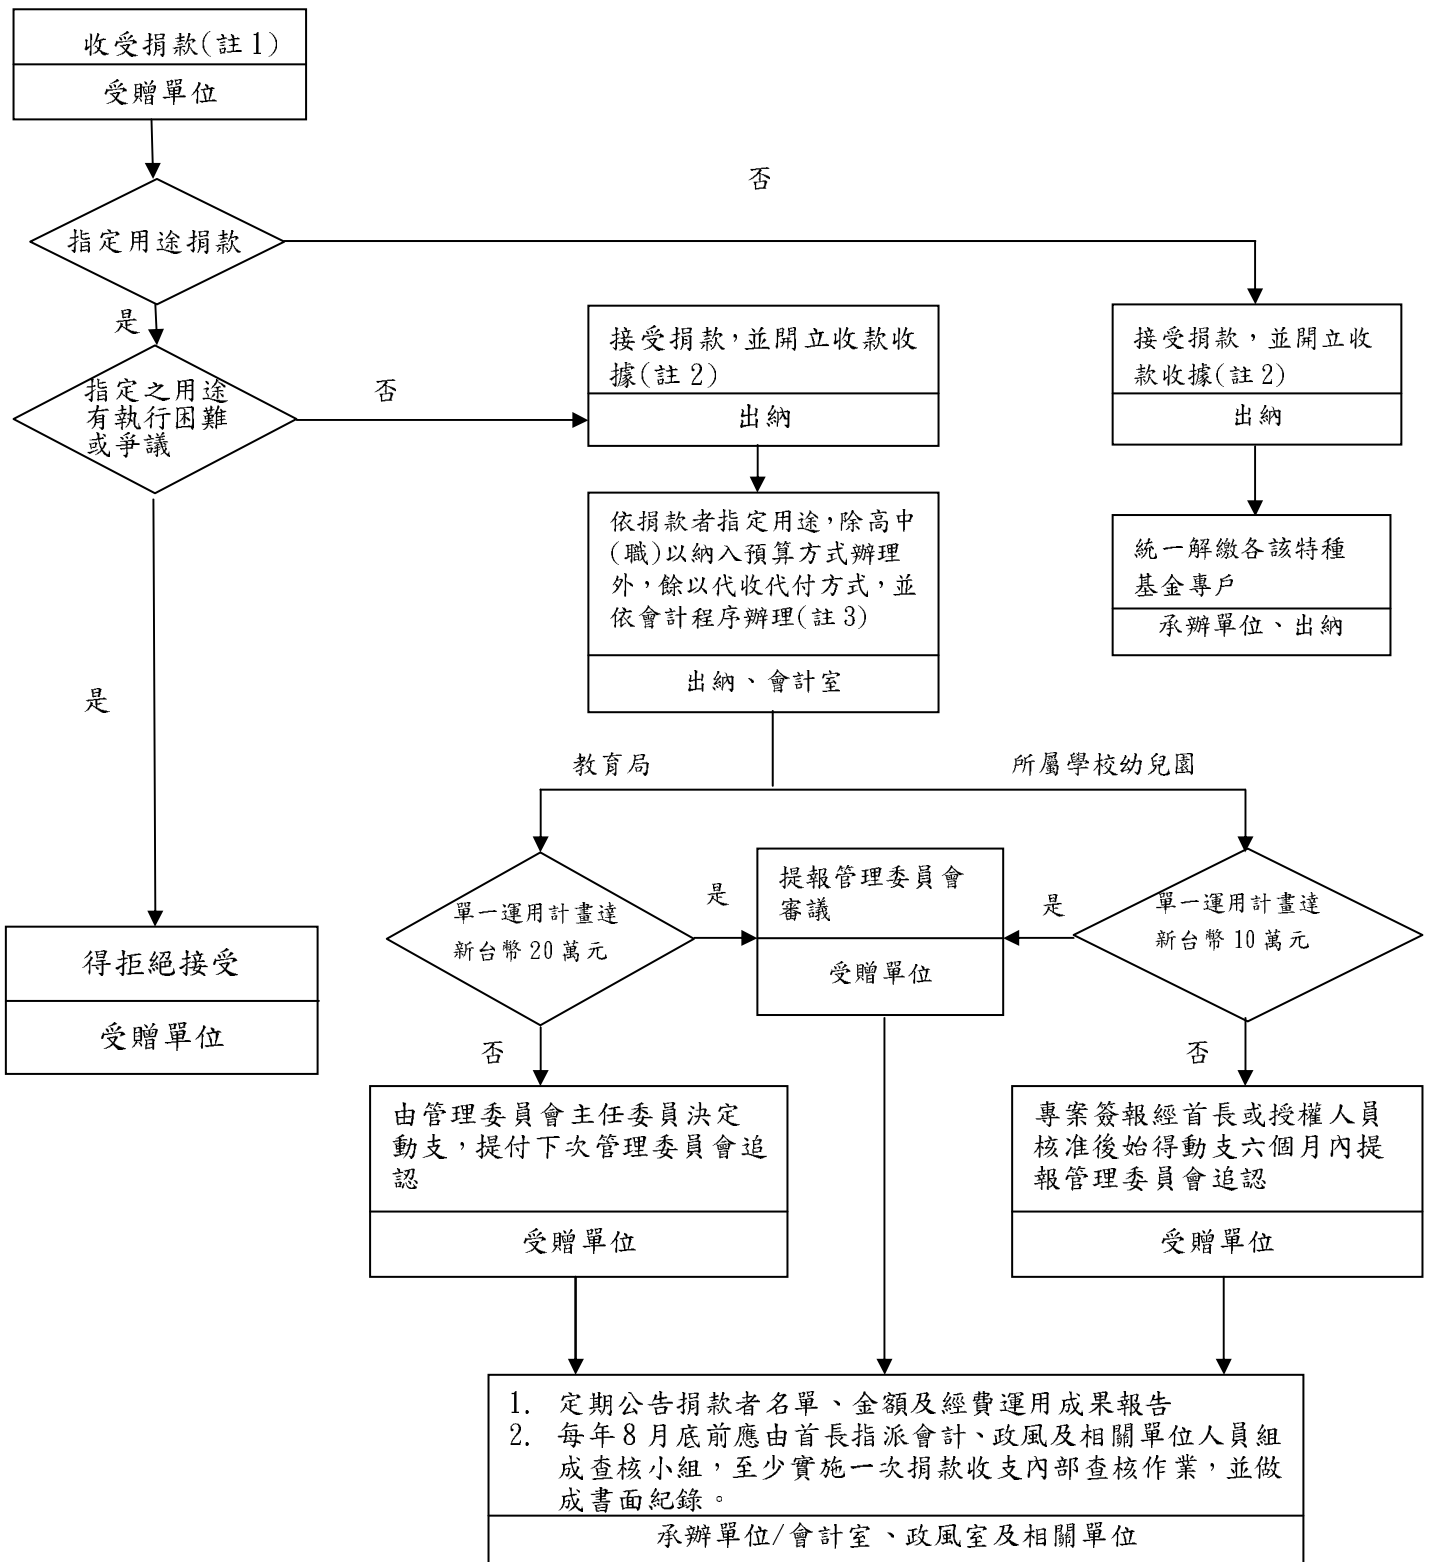 收受捐款(註1)
受贈單位
否
指定用途捐款
是
指定之用途
有執行困難
或爭議
否
接受捐款,並開立收款收
據(註2)
出納
接受捐款，並開立收
款收據(註2)
出納
依捐款者指定用途,除高中
(職)以納入預算方式辦理
外，餘以代收代付方式，並
依會計程序辦理(註3)
出納、會計室
統一解繳各該特種
基金專戶
承辦單位、出納
是
教育局
所屬學校幼兒園
單一運用計畫達
新台幣20萬元
是
提報管理委員會
審議
受贈單位
是
單一運用計畫達
新台幣10萬元
得拒絕接受
受贈單位
否
否
由管理委員會主任委員決定
動支，提付下次管理委員會追
認
受贈單位
專案簽報經首長或授權人員
核准後始得動支六個月內提
報管理委員會追認
受贈單位
1. 定期公告捐款者名單、金額及經費運用成果報告
2. 每年8月底前應由首長指派會計、政風及相關單位人員組
成查核小組，至少實施一次捐款收支內部查核作業，並做
成書面紀錄。
承辦單位/會計室、政風室及相關單位